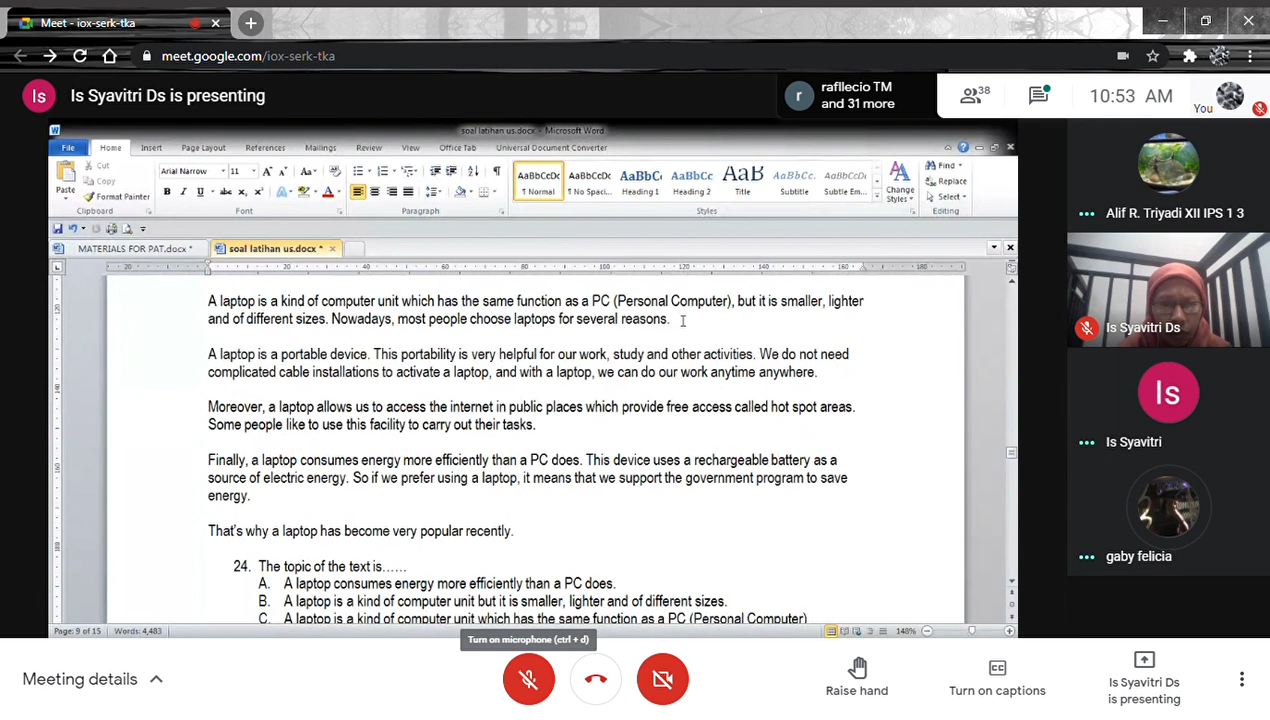 Meet - iox-serk-tka
meet.google.com/iox-serk-tka
Is
Is Syavitri Ds is presenting
r
rafllecio TM
and 31 more
38
10:53 AM
You
soal latihan us.docx - Microsoft Word
File Home Insert Page Layout References Mailings Review View Office Tab Universal Document Converter
Paste
Cut
Copy
Format Painter
Clipboard
Arial Narrow 11
Font
Paragraph
AaBbCcDc AaBbCcDc AaBbCc AaBbCc AaB AaBbCc. AaBbCcDc
¶ Normal ¶ No Spaci... Heading 1 Heading 2 Title Subtitle Subtle Em...
Change
Styles
Styles
Find
Replace
Select
Editing
MATERIALS FOR PAT.docx * soal latihan us.docx *
20 20 40 60 80 100 120 140 160 180
A laptop is a kind of computer unit which has the same function as a PC (Personal Computer), but it is smaller, lighter
and of different sizes. Nowadays, most people choose laptops for several reasons.
A laptop is a portable device. This portability is very helpful for our work, study and other activities. We do not need
complicated cable installations to activate a laptop, and with a laptop, we can do our work anytime anywhere.
Moreover, a laptop allows us to access the internet in public places which provide free access called hot spot areas.
Some people like to use this facility to carry out their tasks.
Finally, a laptop consumes energy more efficiently than a PC does. This device uses a rechargeable battery as a
source of electric energy. So if we prefer using a laptop, it means that we support the government program to save
energy.
That's why a laptop has become very popular recently.
24. The topic of the text is......
A. A laptop consumes energy more efficiently than a PC does.
B. A laptop is a kind of computer unit but it is smaller, lighter and of different sizes.
C. A laptop is a kind of computer unit which has the same function as a PC (Personal Computer)
Page: 9 of 15 Words: 4,483
148%
Turn on microphone (ctrl + d)
Alif R. Triyadi XII IPS 1 3
Is Syavitri Ds
Is
Is Syavitri
gaby felicia
Meeting details
Raise hand
Turn on captions
Is Syavitri Ds
is presenting